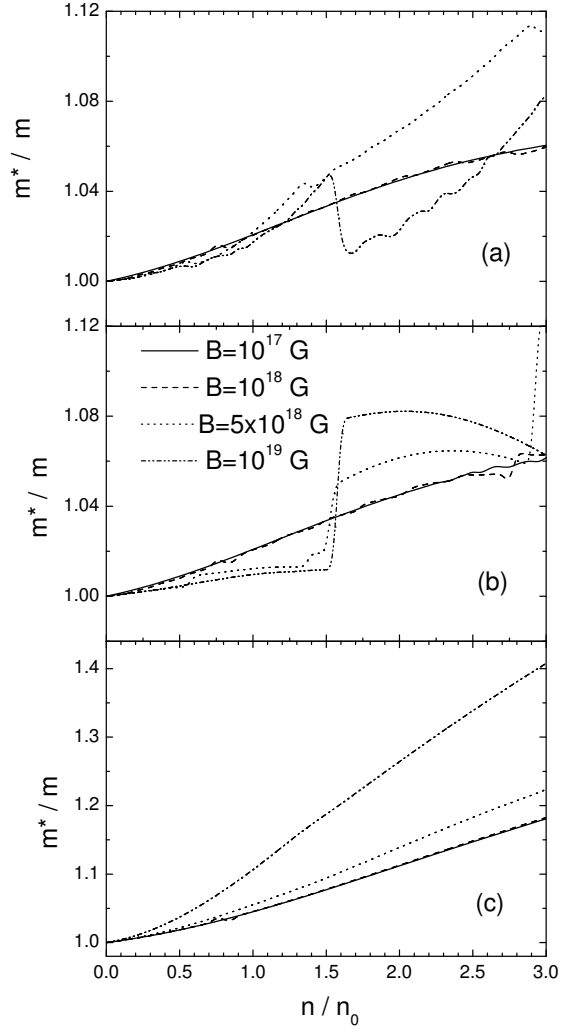 1.12
1.08
1.04
1.00
m* / m
(a)
1.12
1.08
1.04
1.00
m* / m
B=10^17 G
B=10^18 G
B=5x10^18 G
B=10^19 G
(b)
1.4
1.3
1.2
1.1
1.0
m* / m
(c)
0.0 0.5 1.0 1.5 2.0 2.5 3.0
n / n_0